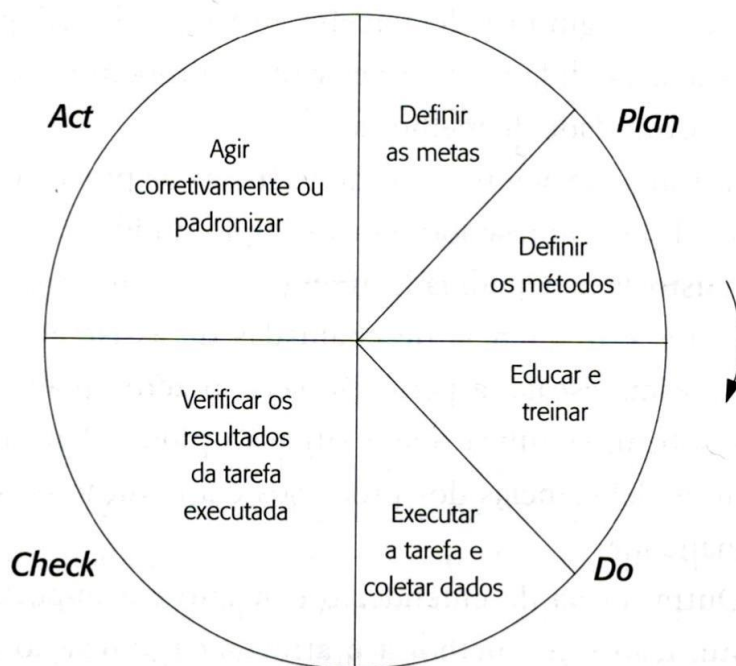 Act
Plan
Definir
as metas
Agir
corretivamente ou
padronizar
Definir
os métodos
Educar e
treinar
Verificar os
resultados
da tarefa
executada
Executar
a tarefa e
coletar dados
Check
Do